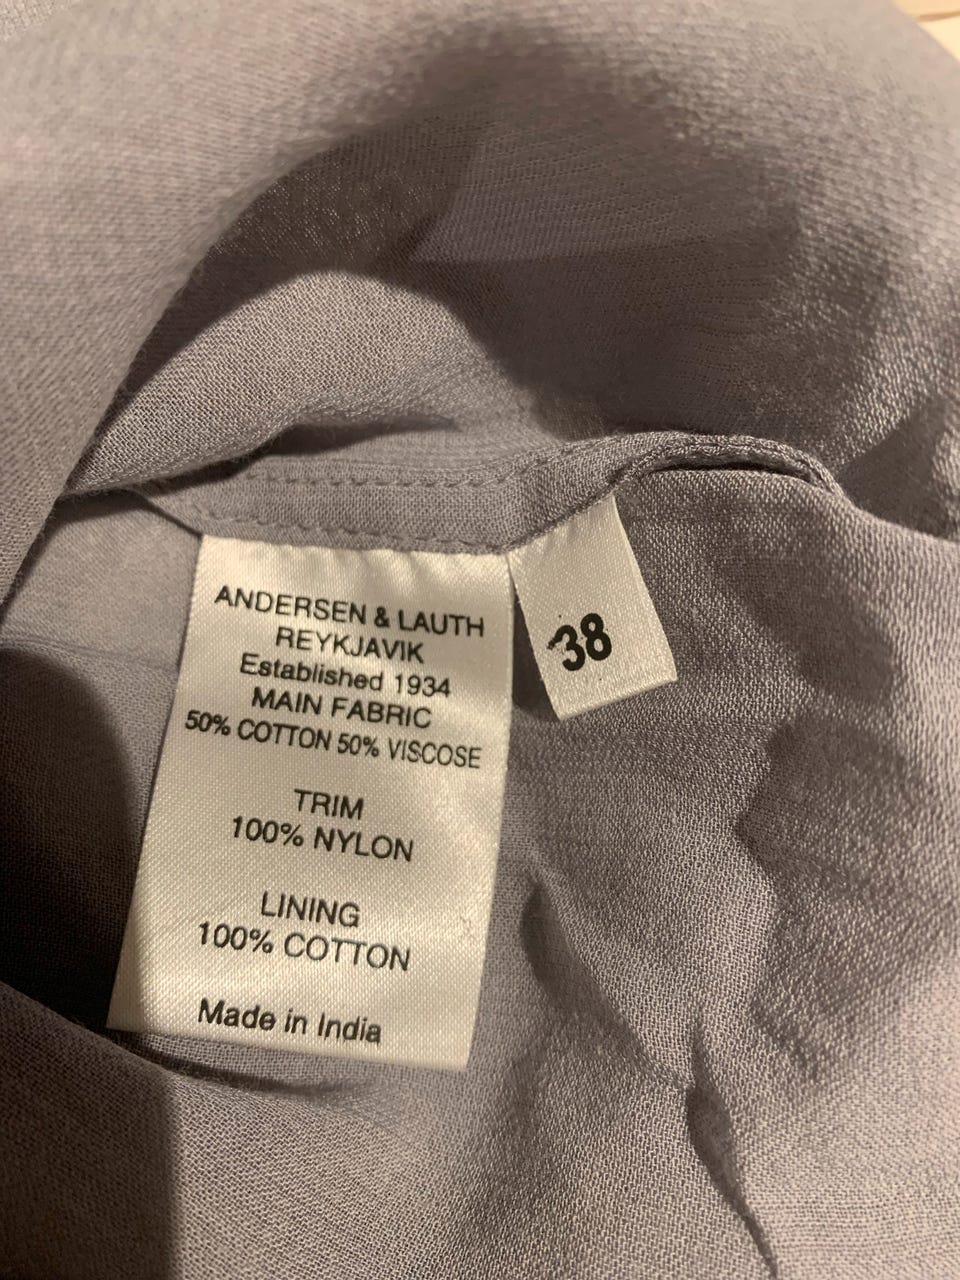 ANDERSEN & LAUTH
REYKJAVIK
Established 1934
MAIN FABRIC
50% COTTON 50% VISCOSE
TRIM
100% NYLON
LINING
100% COTTON
Made in India
38